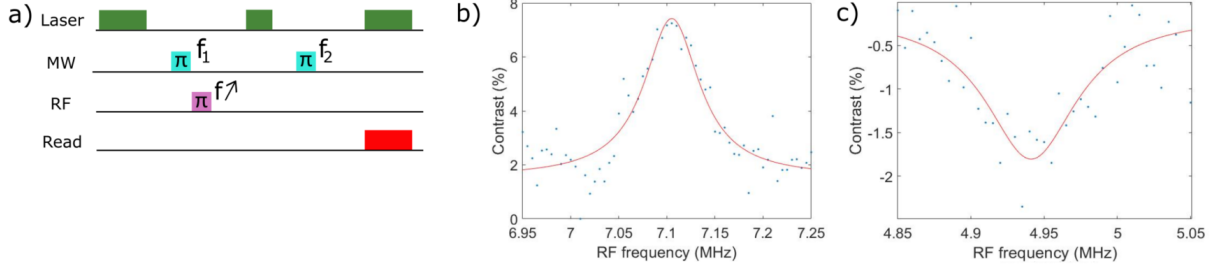 a)
Laser
MW
π f₁
π f₂
RF
π f↗
Read
b)
Contrast (%)
8
6
4
2
0
6.95 7 7.05 7.1 7.15 7.2 7.25
RF frequency (MHz)
c)
Contrast (%)
-0.5
-1
-1.5
-2
4.85 4.9 4.95 5 5.05
RF frequency (MHz)